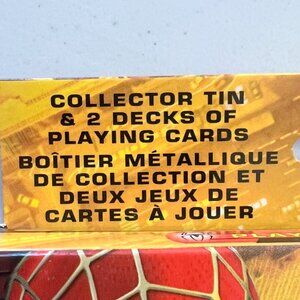 COLLECTOR TIN
& 2 DECKS OF
PLAYING CARDS
BOÎTIER MÉTALLIQUE
DE COLLECTION ET
DEUX JEUX DE
CARTES À JOUER